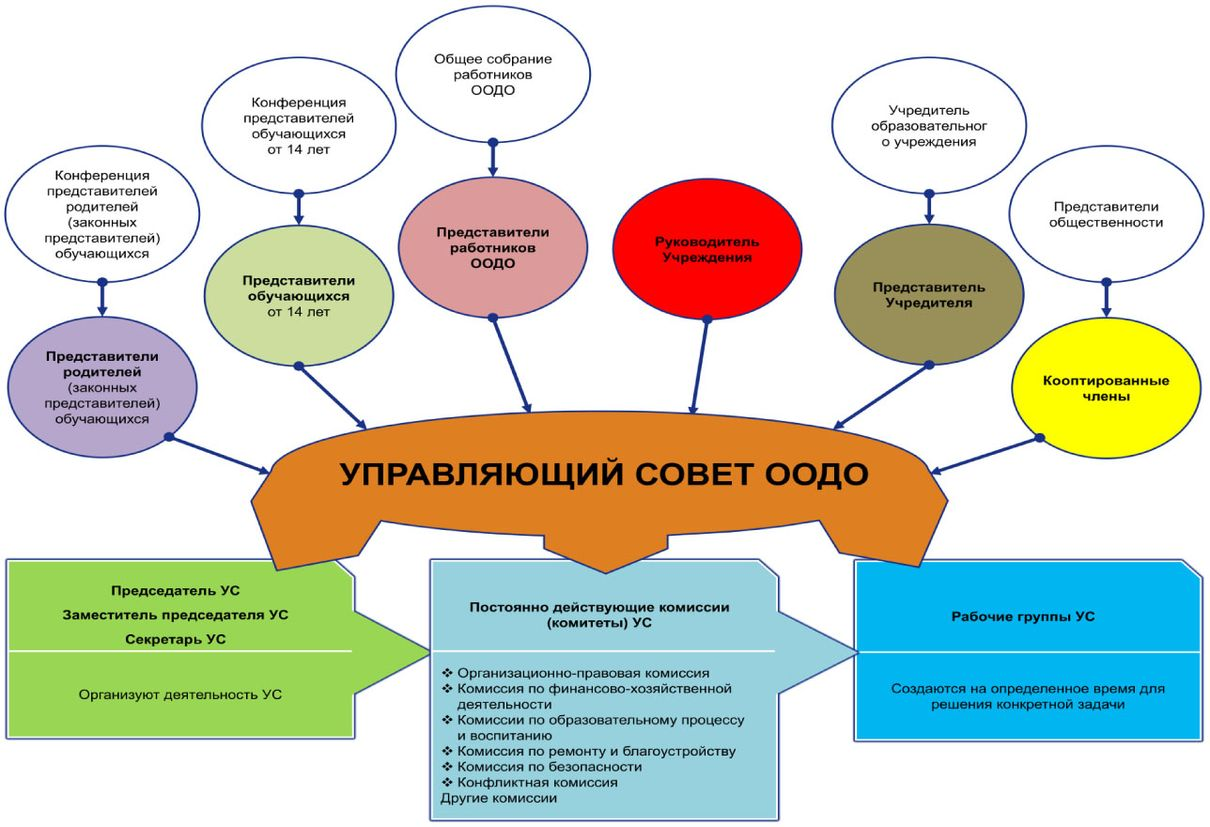 Общее собрание
работников
ООДО
Конференция
представителей
обучающихся
от 14 лет
Учредитель
образовательног
о учреждения
Конференция
представителей
родителей
(законных
представителей)
обучающихся
Представители
общественности
Представители
работников
ООДО
Руководитель
Учреждения
Представители
обучающихся
от 14 лет
Представитель
Учредителя
Представители
родителей
(законных
представителей)
обучающихся
Кооптированные
члены
УПРАВЛЯЮЩИЙ СОВЕТ ООДО
Председатель УС
Заместитель председателя УС
Секретарь УС
Организуют деятельность УС
Постоянно действующие комиссии
(комитеты) УС
❖ Организационно-правовая комиссия
❖ Комиссия по финансово-хозяйственной
деятельности
❖ Комиссии по образовательному процессу
и воспитанию
❖ Комиссия по ремонту и благоустройству
❖ Комиссия по безопасности
❖ Конфликтная комиссия
Другие комиссии
Рабочие группы УС
Создаются на определенное время для
решения конкретной задачи